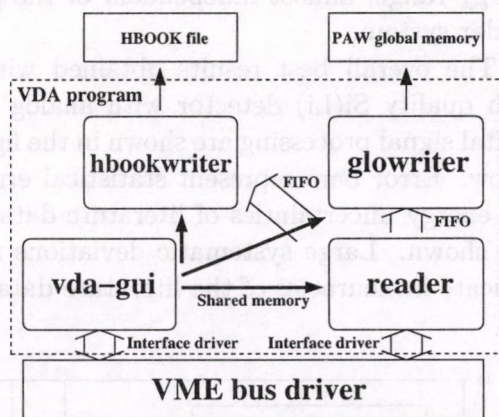 HBOOK file
PAW global memory
VDA program
hbookwriter
glowriter
FIFO
FIFO
vda-gui
reader
Shared memory
Interface driver
Interface driver
VME bus driver